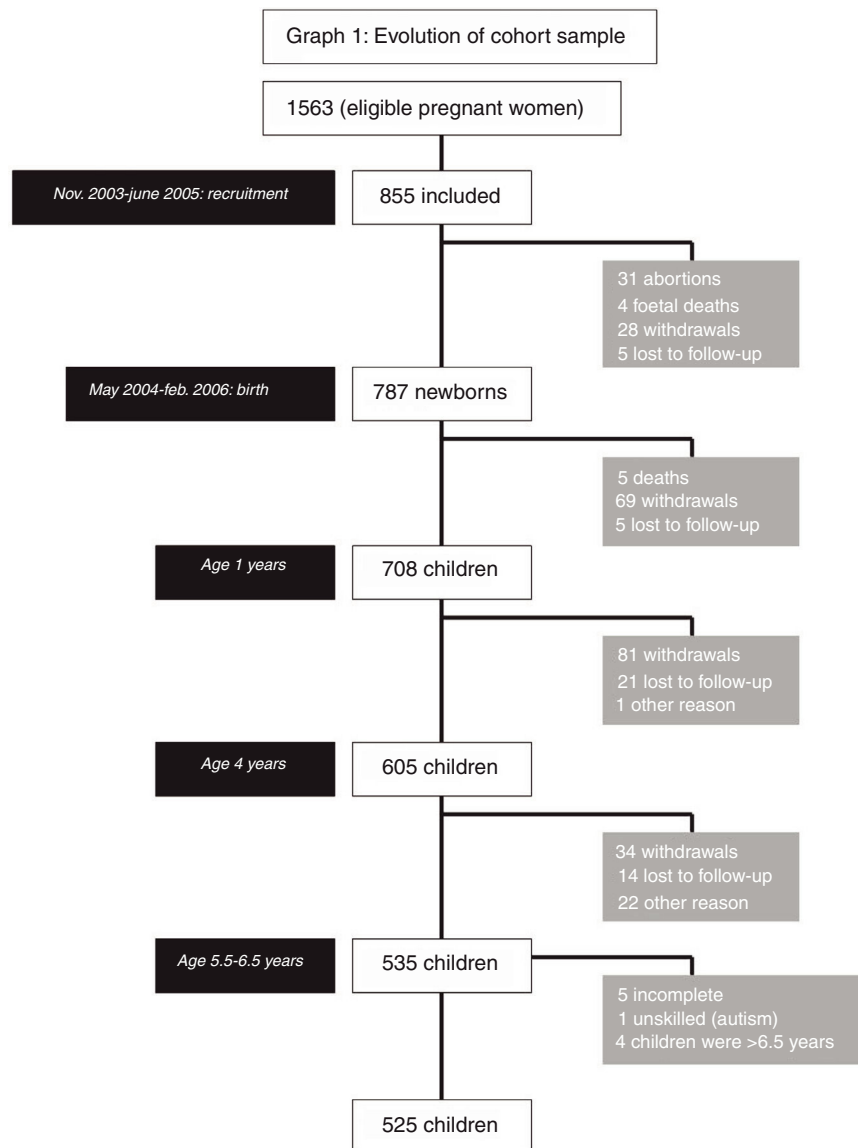 Graph 1: Evolution of cohort sample
1563 (eligible pregnant women)
Nov. 2003-june 2005: recruitment
855 included
31 abortions
4 foetal deaths
28 withdrawals
5 lost to follow-up
May 2004-feb. 2006: birth
787 newborns
5 deaths
69 withdrawals
5 lost to follow-up
Age 1 years
708 children
81 withdrawals
21 lost to follow-up
1 other reason
Age 4 years
605 children
34 withdrawals
14 lost to follow-up
22 other reason
Age 5.5-6.5 years
535 children
5 incomplete
1 unskilled (autism)
4 children were >6.5 years
525 children